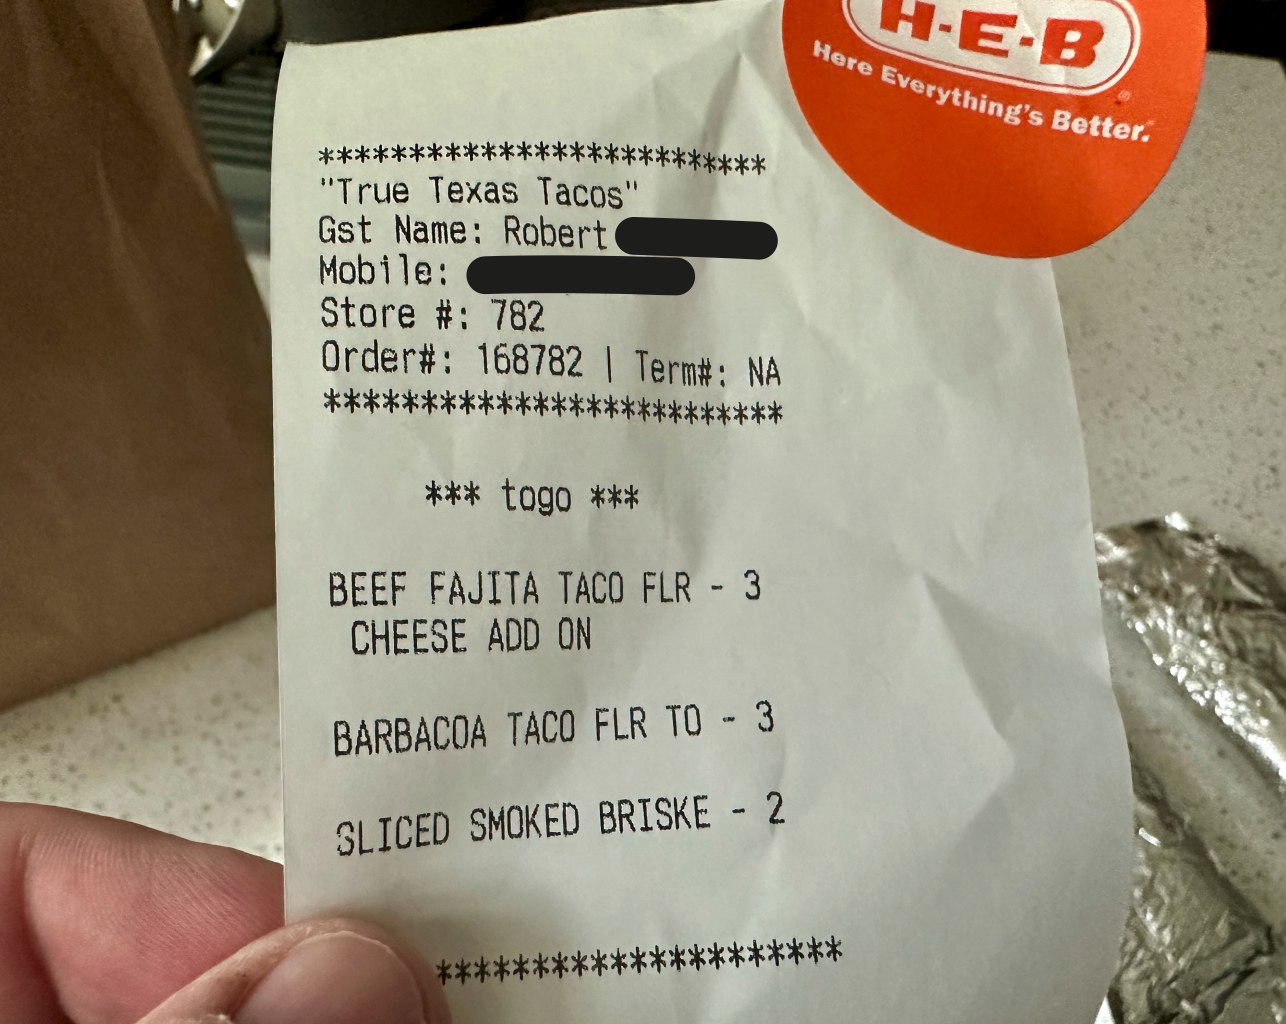 H-E-B
Here Everything's Better.
**************************
"True Texas Tacos"
Gst Name: Robert
Mobile:
Store #: 782
Order#: 168782 | Term#: NA
**************************
*** togo ***
BEEF FAJITA TACO FLR - 3
CHEESE ADD ON
BARBACOA TACO FLR TO - 3
SLICED SMOKED BRISKE - 2
*********************